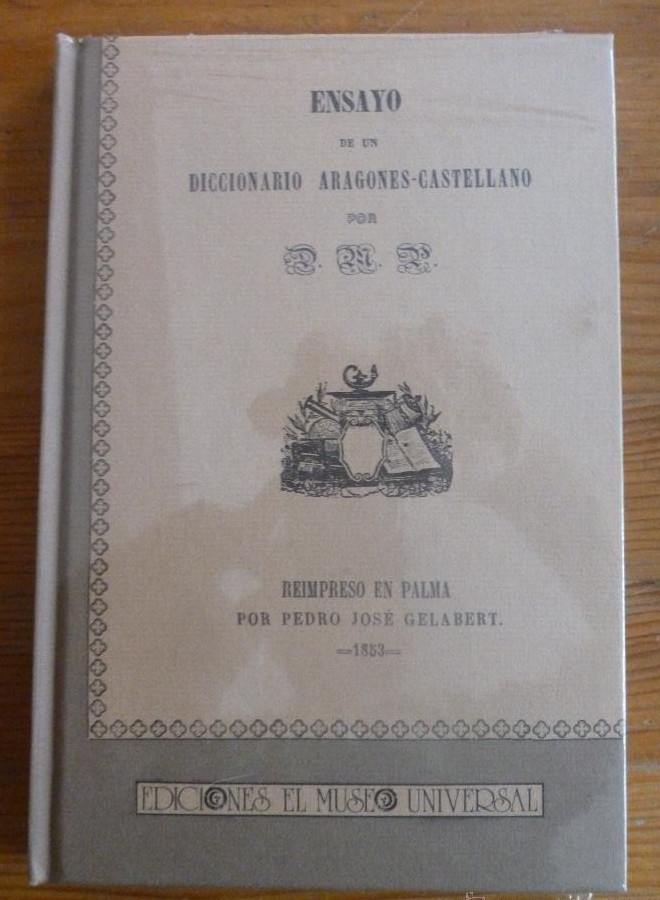 ENSAYO
DE UN
DICCIONARIO ARAGONES-CASTELLANO
POR
D. M. P.
REIMPRESO EN PALMA
POR PEDRO JOSÉ GELABERT.
=1853=
EDICIONES EL MUSEO UNIVERSAL